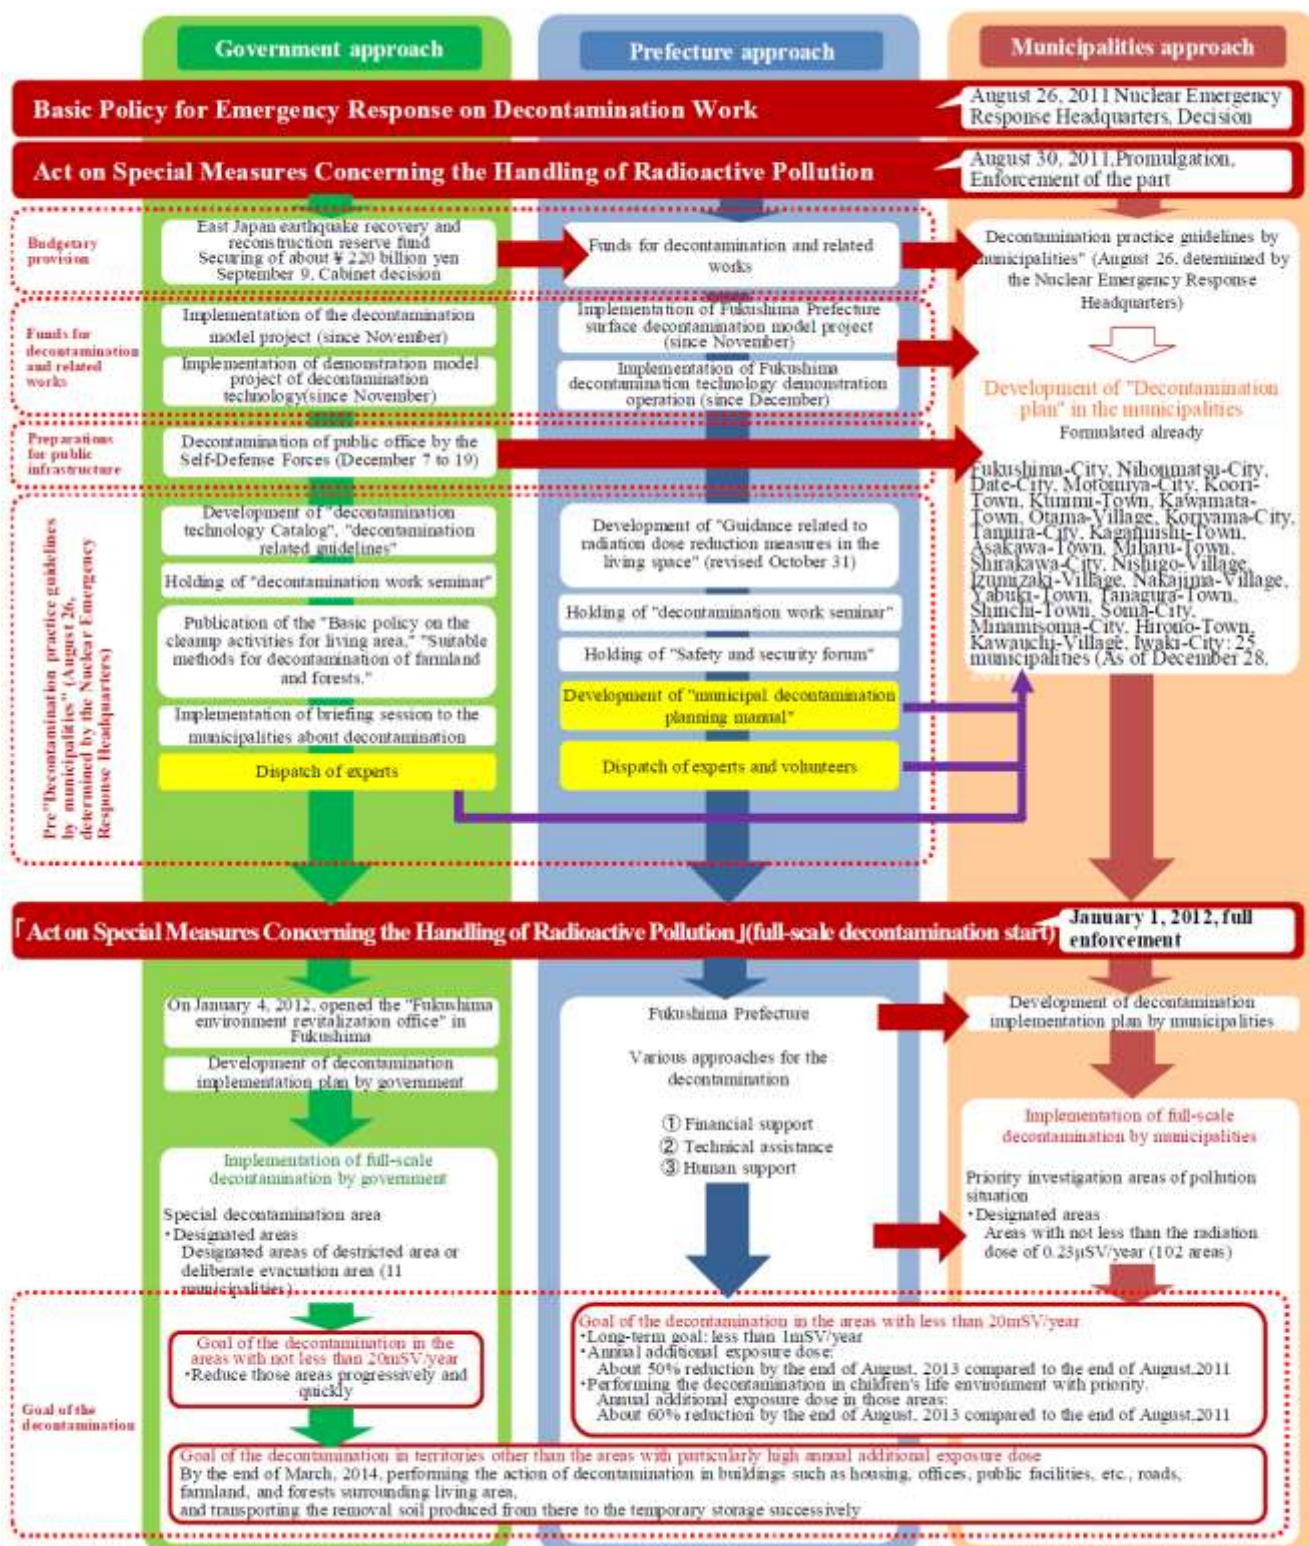 Government approach
Prefecture approach
Municipalities approach
Basic Policy for Emergency Response on Decontamination Work
August 26, 2011 Nuclear Emergency
Response Headquarters, Decision
Act on Special Measures Concerning the Handling of Radioactive Pollution
August 30, 2011,Promulgation,
Enforcement of the part
Budgetary
provision
East Japan earthquake recovery and
reconstruction reserve fund
Securing of about ¥ 220 billion yen
September 9, Cabinet decision
Funds for decontamination and related
works
Decontamination practice guidelines by
municipalities" (August 26, determined by
the Nuclear Emergency Response
Headquarters)
Funds for
decontamination
and related
works
Implementation of the decontamination
model project (since November)
Implementation of demonstration model
project of decontamination
technology(since November)
Implementation of Fukushima Prefecture
surface decontamination model project
(since November)
Implementation of Fukushima
decontamination technology demonstration
operation (since December)
Development of "Decontamination
plan" in the municipalities
Formulated already
Fukushima-City, Nihonmatsu-City,
Date-City, Motomiya-City, Koori-
Town, Kunimi-Town, Kawamata-
Town, Otama-Village, Koriyama-City,
Tamura-City, Kagamiishi-Town,
Asakawa-Town, Miharu-Town,
Shirakawa-City, Nishigo-Village,
Izumizaki-Village, Nakajima-Village,
Yabuki-Town, Tanagura-Town,
Shinchi-Town, Soma-City,
Minamisoma-City, Hirono-Town,
Kawauchi-Village, Iwaki-City: 25
municipalities (As of December 28,
Preparations
for public
infrastructure
Decontamination of public office by the
Self-Defense Forces (December 7 to 19)
Pre"Decontamination practice guidelines
by municipalities" (August 26,
determined by the Nuclear Emergency
Response Headquarters)
Development of "decontamination
technology Catalog", "decontamination
related guidelines"
Holding of "decontamination work seminar"
Publication of the "Basic policy on the
cleanup activities for living area," "Suitable
methods for decontamination of farmland
and forests."
Implementation of briefing session to the
municipalities about decontamination
Dispatch of experts
Development of "Guidance related to
radiation dose reduction measures in the
living space" (revised October 31)
Holding of "decontamination work seminar"
Holding of "Safety and security forum"
Development of "municipal decontamination
planning manual"
Dispatch of experts and volunteers
「Act on Special Measures Concerning the Handling of Radioactive Pollution」(full-scale decontamination start)
January 1, 2012, full
enforcement
On January 4, 2012, opened the "Fukushima
environment revitalization office" in
Fukushima
Development of decontamination
implementation plan by government
Implementation of full-scale
decontamination by government
Special decontamination area
・Designated areas
Designated areas of destricted area or
deliberate evacuation area (11
municipalities)
Fukushima Prefecture
Various approaches for the
decontamination
① Financial support
② Technical assistance
③ Human support
Development of decontamination
implementation plan by municipalities
Implementation of full-scale
decontamination by municipalities
Priority investigation areas of pollution
situation
・Designated areas
Areas with not less than the radiation
dose of 0.23μSV/year (102 areas)
Goal of the
decontamination
Goal of the decontamination in the
areas with not less than 20mSV/year
・Reduce those areas progressively and
quickly
Goal of the decontamination in the areas with less than 20mSV/year
・Long-term goal: less than 1mSV/year
・Annual additional exposure dose:
About 50% reduction by the end of August, 2013 compared to the end of August,2011
・Performing the decontamination in children's life environment with priority.
Annual additional exposure dose in those areas:
About 60% reduction by the end of August, 2013 compared to the end of August,2011
Goal of the decontamination in territories other than the areas with particularly high annual additional exposure dose
By the end of March, 2014, performing the action of decontamination in buildings such as housing, offices, public facilities, etc., roads,
farmland, and forests surrounding living area,
and transporting the removal soil produced from there to the temporary storage successively